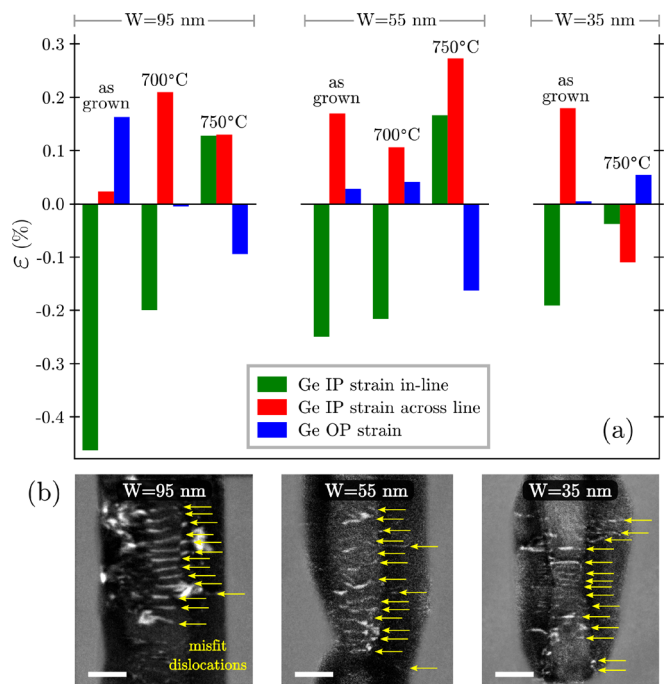 W=95 nm
W=55 nm
W=35 nm
0.3
0.2
0.1
0.0
-0.1
-0.2
-0.3
-0.4
ε (%)
as
grown
700°C
750°C
as
grown
700°C
750°C
as
grown
750°C
Ge IP strain in-line
Ge IP strain across line
Ge OP strain
(a)
(b)
W=95 nm
misfit
dislocations
W=55 nm
W=35 nm